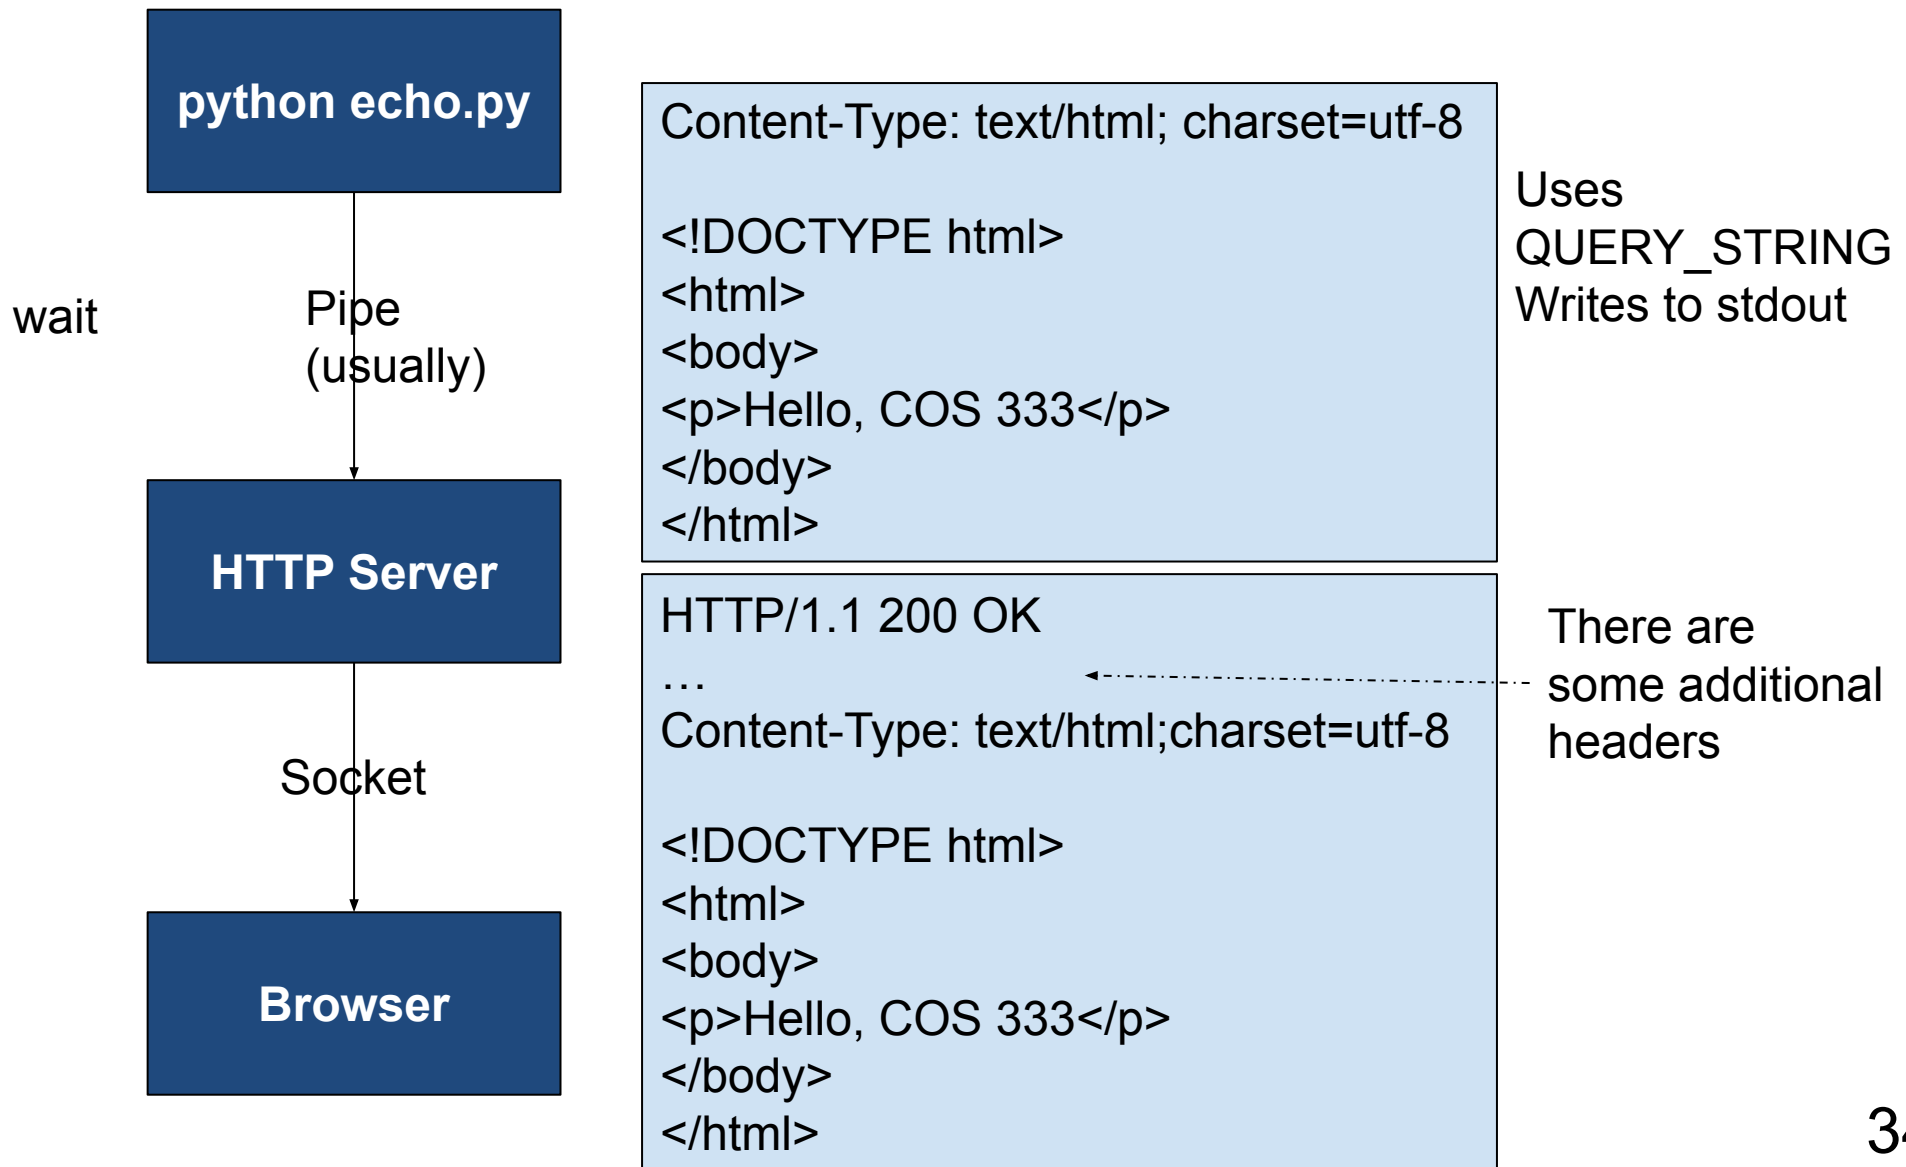 python echo.py
wait
Pipe
(usually)
HTTP Server
Socket
Browser
Content-Type: text/html; charset=utf-8
<!DOCTYPE html>
<html>
<body>
<p>Hello, COS 333</p>
</body>
</html>
Uses
QUERY_STRING
Writes to stdout
HTTP/1.1 200 OK
…
Content-Type: text/html;charset=utf-8
<!DOCTYPE html>
<html>
<body>
<p>Hello, COS 333</p>
</body>
</html>
There are
some additional
headers
34